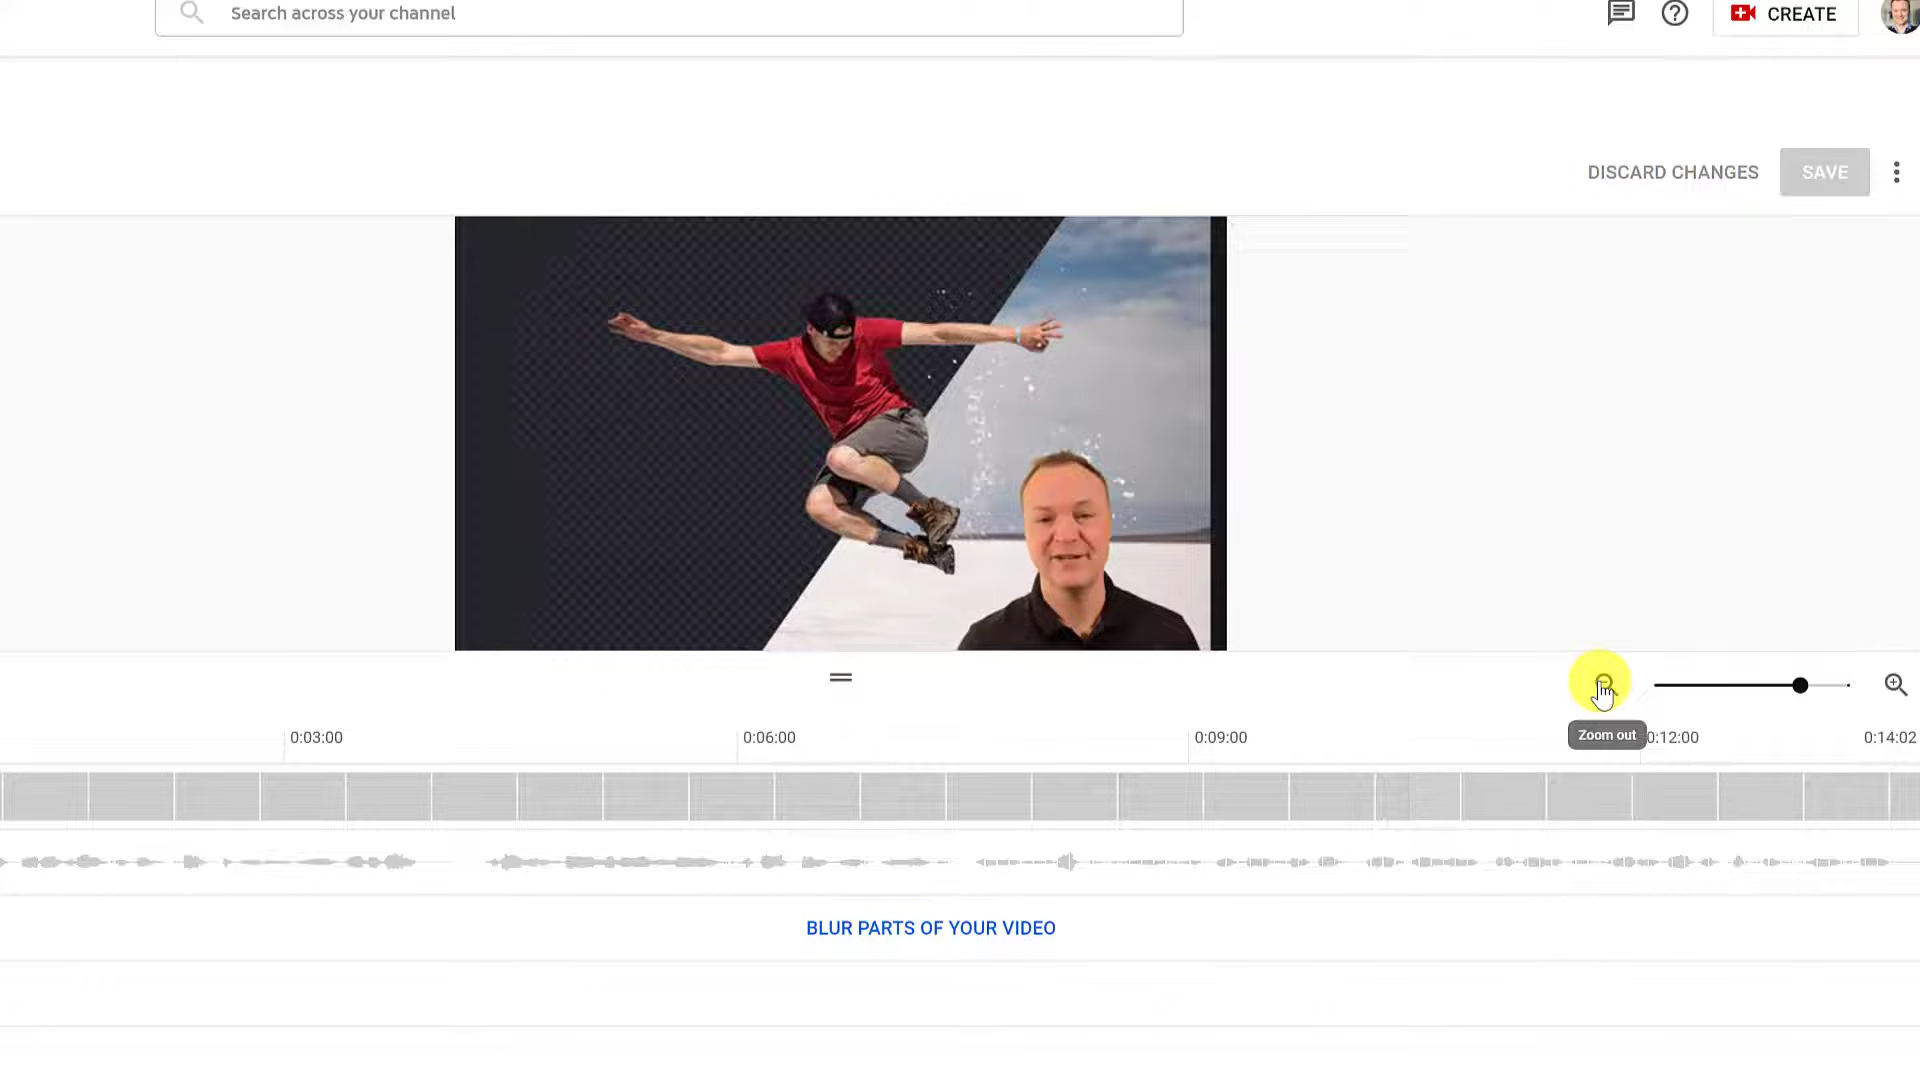 Search across your channel
CREATE
DISCARD CHANGES
SAVE
Zoom out
0:03:00
0:06:00
0:09:00
0:12:00
0:14:02
BLUR PARTS OF YOUR VIDEO